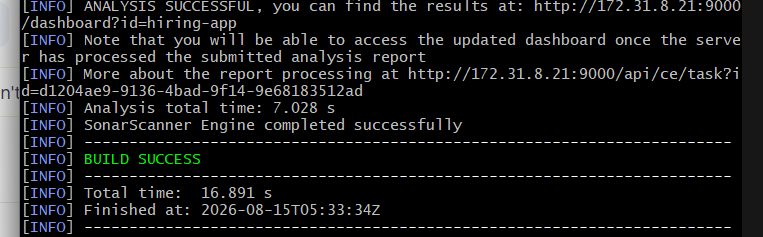 [INFO] ANALYSIS SUCCESSFUL, you can find the results at: http://172.31.8.21:9000
/dashboard?id=hiring-app
[INFO] Note that you will be able to access the updated dashboard once the serve
r has processed the submitted analysis report
[INFO] More about the report processing at http://172.31.8.21:9000/api/ce/task?i
n't
d=d1204ae9-9136-4bad-9f14-9e68183512ad
[INFO] Analysis total time: 7.028 s
[INFO] SonarScanner Engine completed successfully
[INFO] ------------------------------------------------------------------------
[INFO] BUILD SUCCESS
[INFO] ------------------------------------------------------------------------
[INFO] Total time:  16.891 s
[INFO] Finished at: 2026-08-15T05:33:34Z
[INFO] ------------------------------------------------------------------------